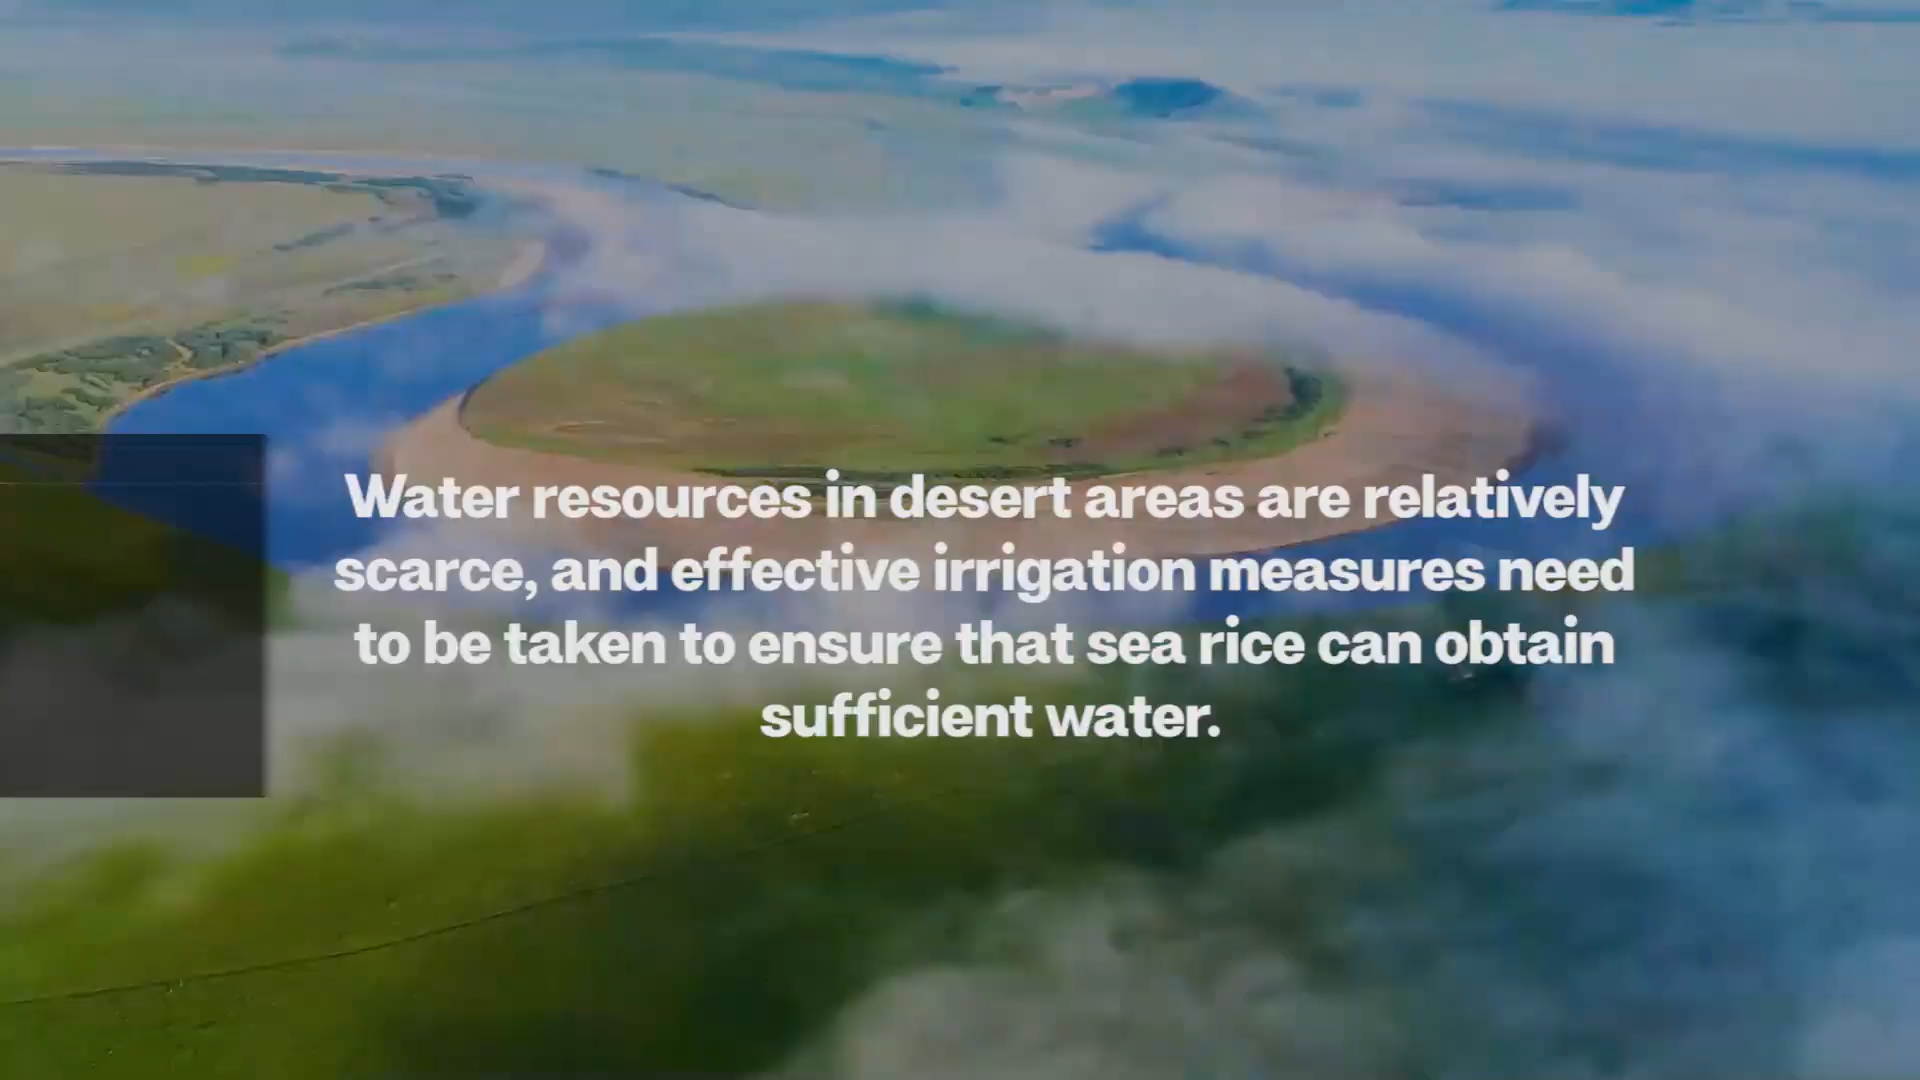 Water resources in desert areas are relatively
scarce, and effective irrigation measures need
to be taken to ensure that sea rice can obtain
sufficient water.